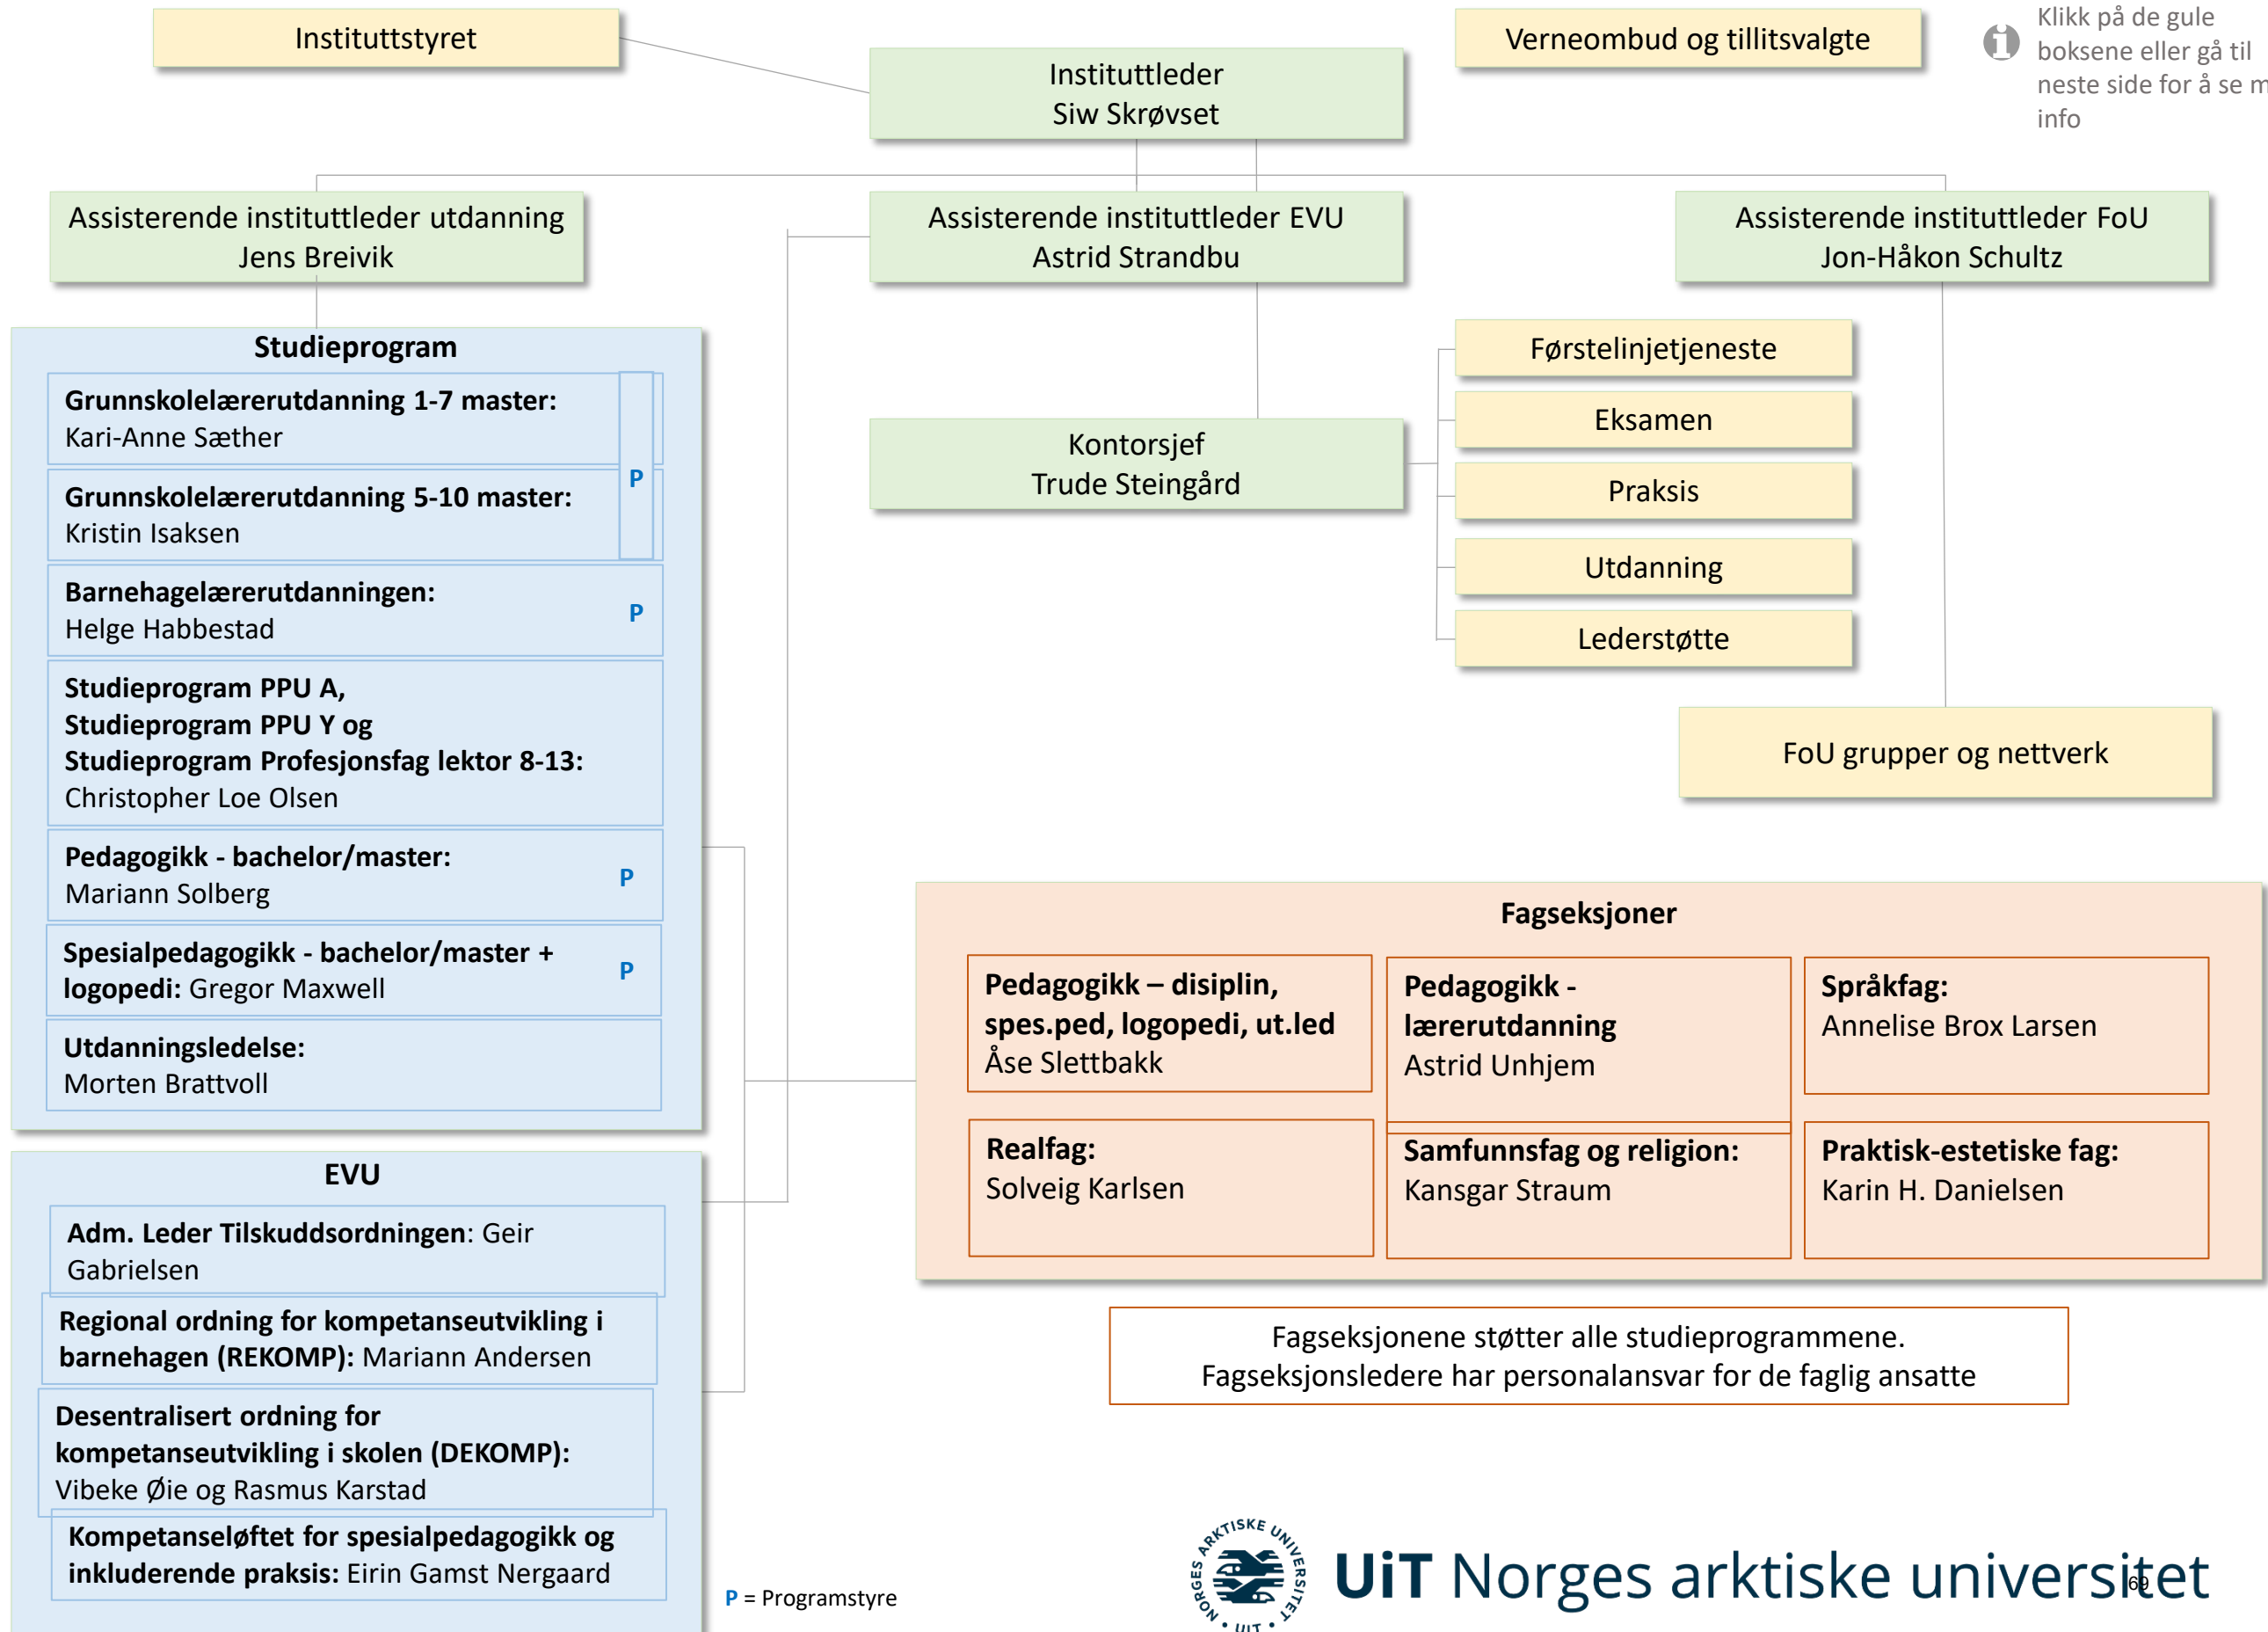 Instituttstyret
Instituttleder
Siw Skrøvset
Verneombud og tillitsvalgte
Klikk på de gule
boksene eller gå til
neste side for å se m
info
Assisterende instituttleder utdanning
Jens Breivik
Assisterende instituttleder EVU
Astrid Strandbu
Assisterende instituttleder FoU
Jon-Håkon Schultz
Studieprogram
Grunnskolelærerutdanning 1-7 master:
Kari-Anne Sæther
P
Grunnskolelærerutdanning 5-10 master:
Kristin Isaksen
Barnehagelærerutdanningen:
Helge Habbestad
P
Studieprogram PPU A,
Studieprogram PPU Y og
Studieprogram Profesjonsfag lektor 8-13:
Christopher Loe Olsen
Pedagogikk - bachelor/master:
Mariann Solberg
P
Spesialpedagogikk - bachelor/master +
logopedi: Gregor Maxwell
P
Utdanningsledelse:
Morten Brattvoll
Kontorsjef
Trude Steingård
Førstelinjetjeneste
Eksamen
Praksis
Utdanning
Lederstøtte
FoU grupper og nettverk
EVU
Adm. Leder Tilskuddsordningen: Geir
Gabrielsen
Regional ordning for kompetanseutvikling i
barnehagen (REKOMP): Mariann Andersen
Desentralisert ordning for
kompetanseutvikling i skolen (DEKOMP):
Vibeke Øie og Rasmus Karstad
Kompetanseløftet for spesialpedagogikk og
inkluderende praksis: Eirin Gamst Nergaard
P = Programstyre
Fagseksjoner
Pedagogikk – disiplin,
spes.ped, logopedi, ut.led
Åse Slettbakk
Pedagogikk -
lærerutdanning
Astrid Unhjem
Språkfag:
Annelise Brox Larsen
Realfag:
Solveig Karlsen
Samfunnsfag og religion:
Kansgar Straum
Praktisk-estetiske fag:
Karin H. Danielsen
Fagseksjonene støtter alle studieprogrammene.
Fagseksjonsledere har personalansvar for de faglig ansatte
NORGES ARKTISKE UNIVERSITET • UiT •
UiT Norges arktiske universitet
69